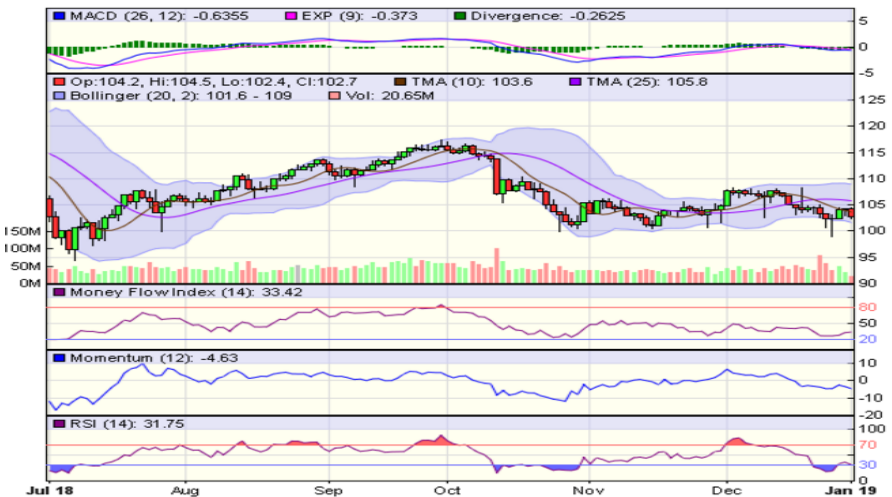 MACD (26, 12): -0.6355 EXP (9): -0.373 Divergence: -0.2625
5
0
-5
Op:104.2, Hi:104.5, Lo:102.4, Cl:102.7 TMA (10): 103.6 TMA (25): 105.8
Bollinger (20, 2): 101.6 - 109 Vol: 20.65M
125
120
115
110
105
100
95
90
150M
100M
50M
0M
Money Flow Index (14): 33.42
80
50
20
Momentum (12): -4.63
10
0
-10
-20
RSI (14): 31.75
100
70
30
0
Jul 18 Aug Sep Oct Nov Dec Jan 19